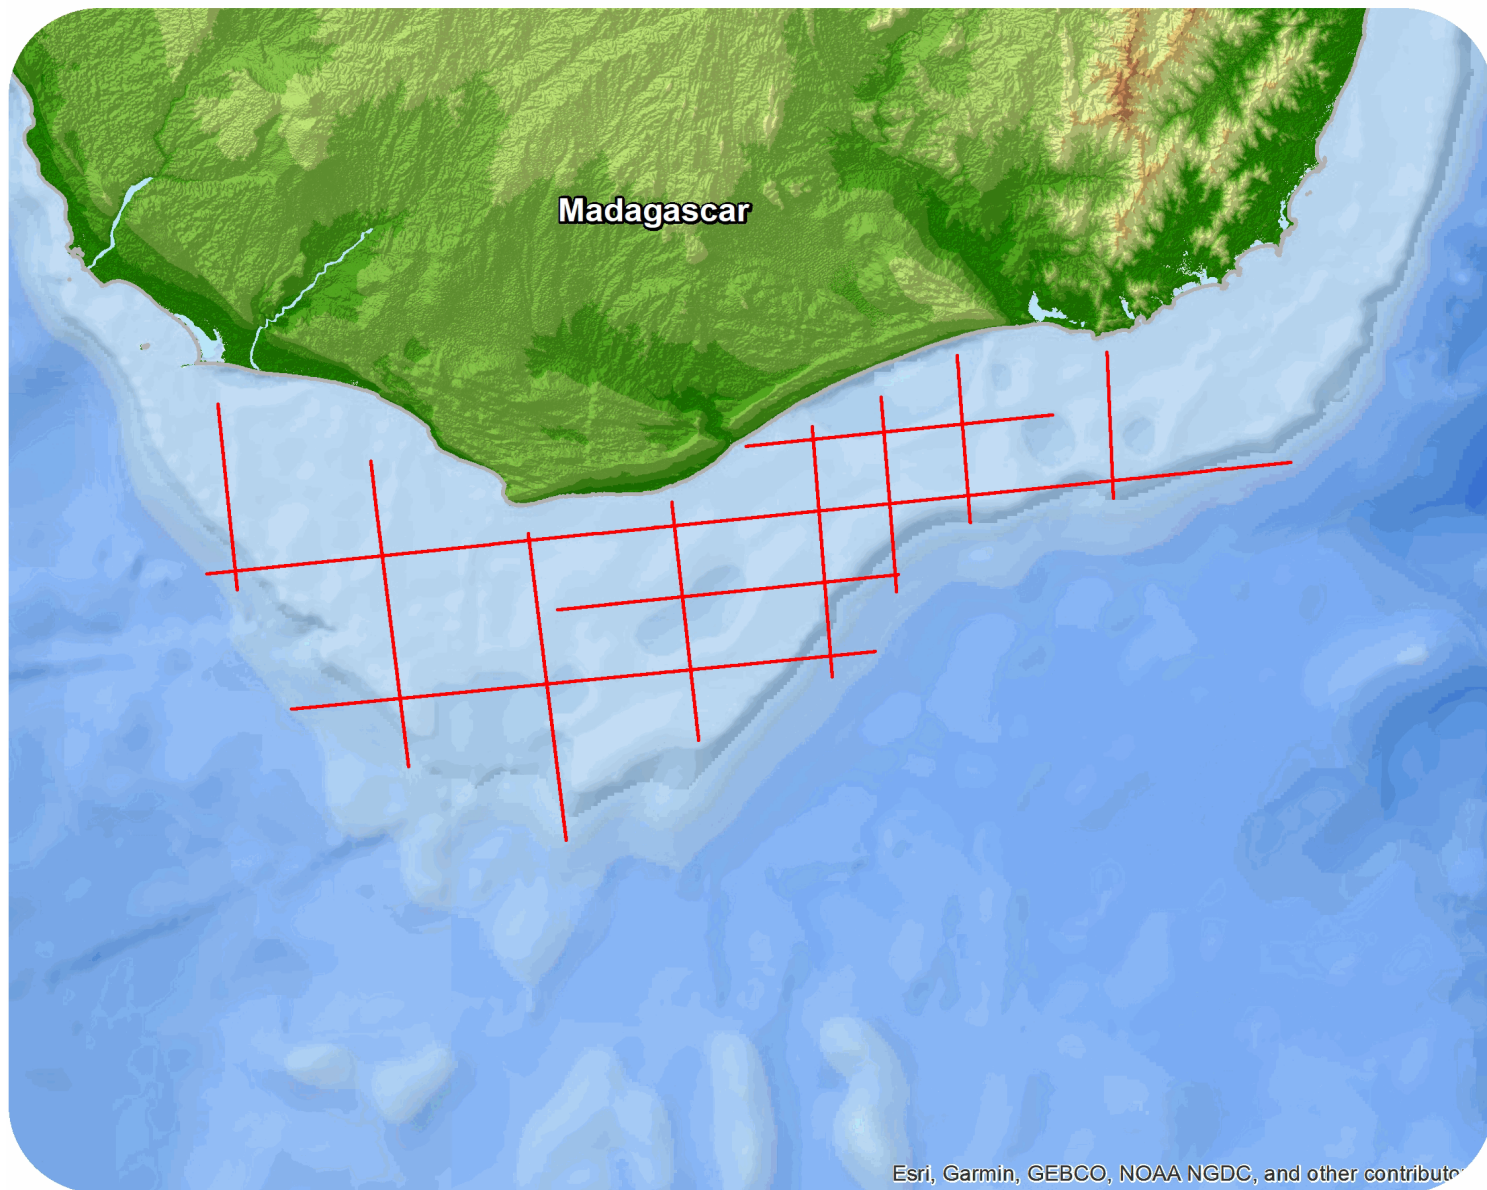 Madagascar
Esri, Garmin, GEBCO, NOAA NGDC, and other